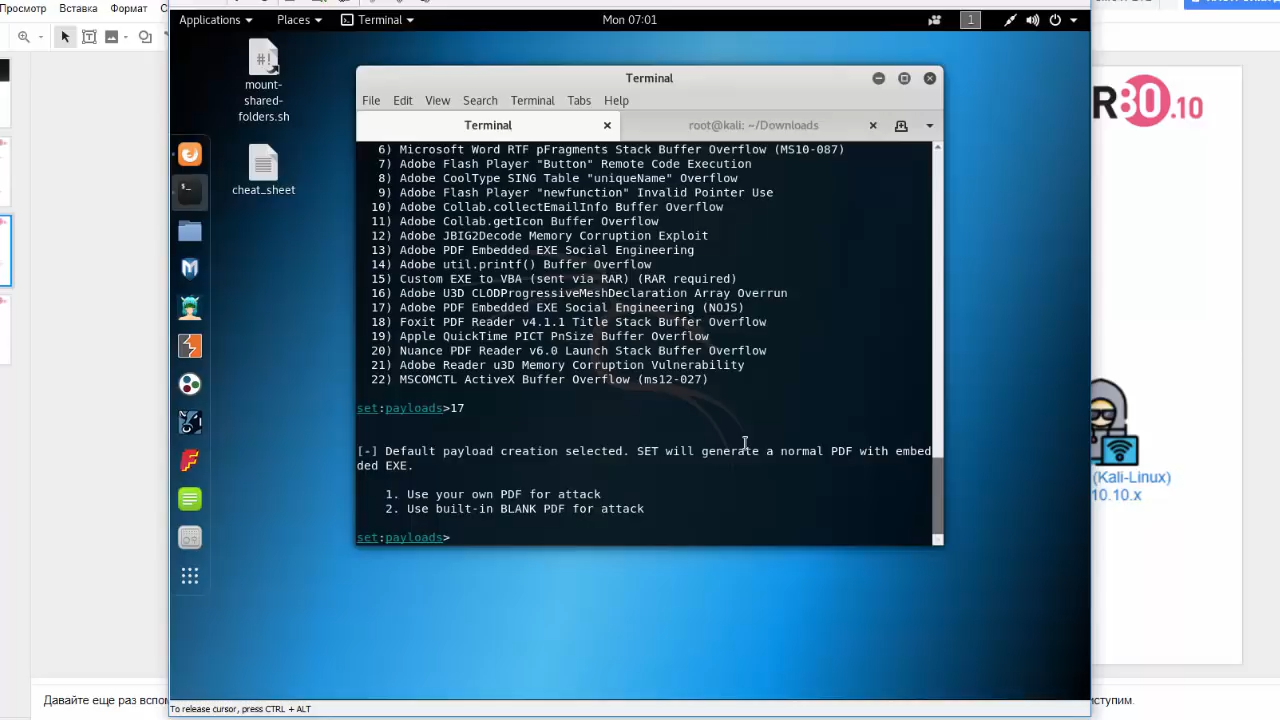 Просмотр Вставка Формат
Applications Places Terminal Mon 07:01 1
mount-
shared-
folders.sh
cheat_sheet
Terminal
File Edit View Search Terminal Tabs Help
Terminal root@kali: ~/Downloads
6) Microsoft Word RTF pFragments Stack Buffer Overflow (MS10-087)
7) Adobe Flash Player "Button" Remote Code Execution
8) Adobe CoolType SING Table "uniqueName" Overflow
9) Adobe Flash Player "newfunction" Invalid Pointer Use
10) Adobe Collab.collectEmailInfo Buffer Overflow
11) Adobe Collab.getIcon Buffer Overflow
12) Adobe JBIG2Decode Memory Corruption Exploit
13) Adobe PDF Embedded EXE Social Engineering
14) Adobe util.printf() Buffer Overflow
15) Custom EXE to VBA (sent via RAR) (RAR required)
16) Adobe U3D CLODProgressiveMeshDeclaration Array Overrun
17) Adobe PDF Embedded EXE Social Engineering (NOJS)
18) Foxit PDF Reader v4.1.1 Title Stack Buffer Overflow
19) Apple QuickTime PICT PnSize Buffer Overflow
20) Nuance PDF Reader v6.0 Launch Stack Buffer Overflow
21) Adobe Reader u3D Memory Corruption Vulnerability
22) MSCOMCTL ActiveX Buffer Overflow (ms12-027)
set:payloads>17
[-] Default payload creation selected. SET will generate a normal PDF with embed
ded EXE.
1. Use your own PDF for attack
2. Use built-in BLANK PDF for attack
set:payloads>
R80.10
(Kali-Linux)
10.10.x
Давайте еще раз вспом
иступим.
To release cursor, press CTRL + ALT